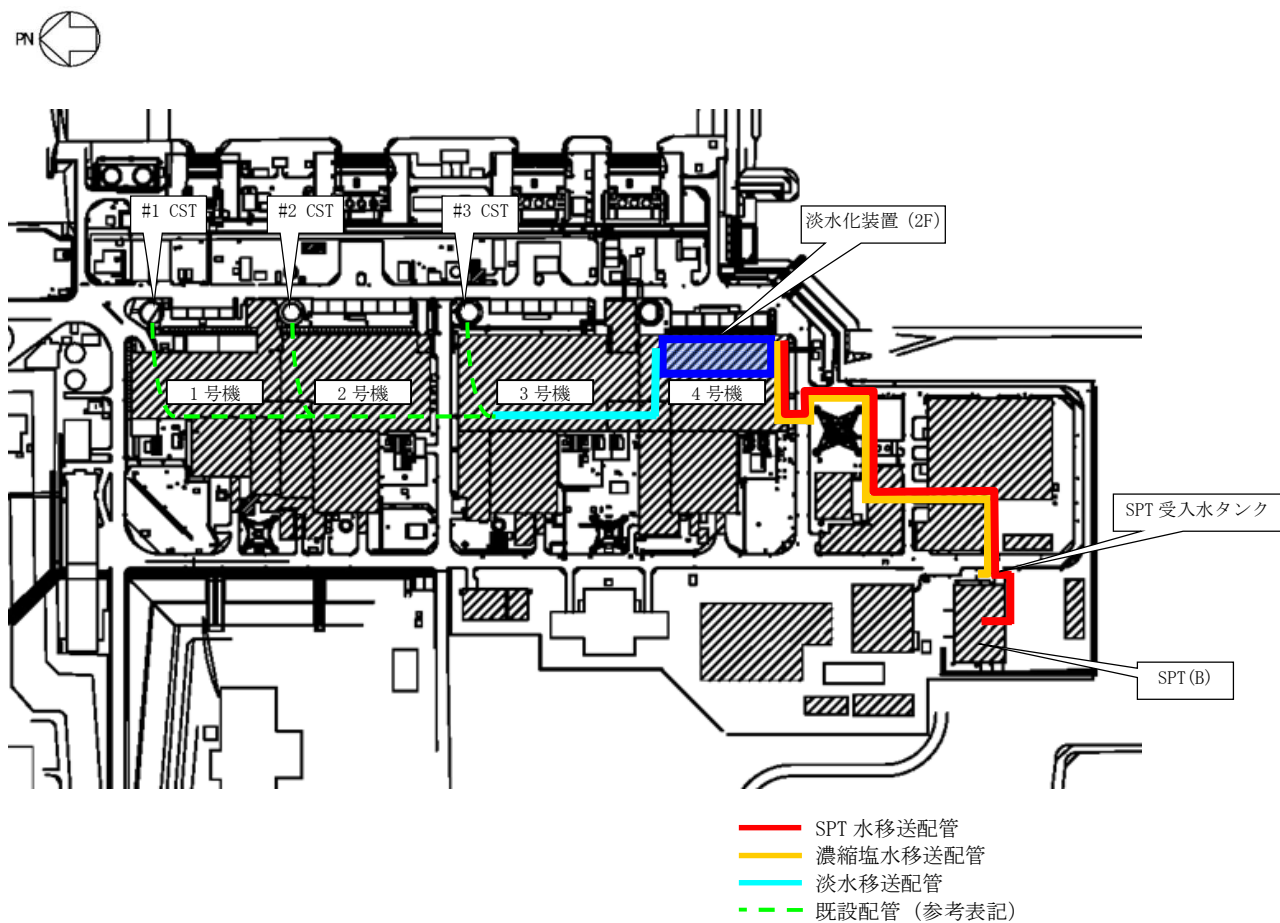 PN
#1 CST
#2 CST
#3 CST
淡水化装置 (2F)
1 号機
2 号機
3 号機
4 号機
SPT 受入水タンク
SPT(B)
SPT 水移送配管
濃縮塩水移送配管
淡水移送配管
既設配管（参考表記）